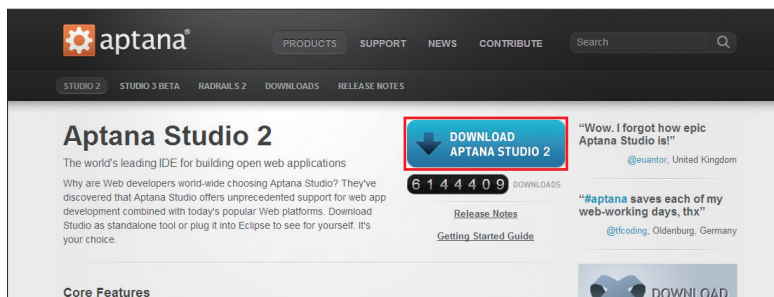 aptana®
PRODUCTS SUPPORT NEWS CONTRIBUTE Search
STUDIO 2 STUDIO 3 BETA RADRAILS 2 DOWNLOADS RELEASE NOTES
Aptana Studio 2
The world's leading IDE for building open web applications
Why are Web developers world-wide choosing Aptana Studio? They've
discovered that Aptana Studio offers unprecedented support for web app
development combined with today's popular Web platforms. Download
Studio as standalone tool or plug it into Eclipse to see for yourself. It's
your choice.
DOWNLOAD
APTANA STUDIO 2
6144409 DOWNLOADS
Release Notes
Getting Started Guide
“Wow. I forgot how epic
Aptana Studio is!”
@euantor, United Kingdom
“#aptana saves each of my
web-working days, thx”
@tfcoding, Oldenburg, Germany
Core Features
DOWNLOAD